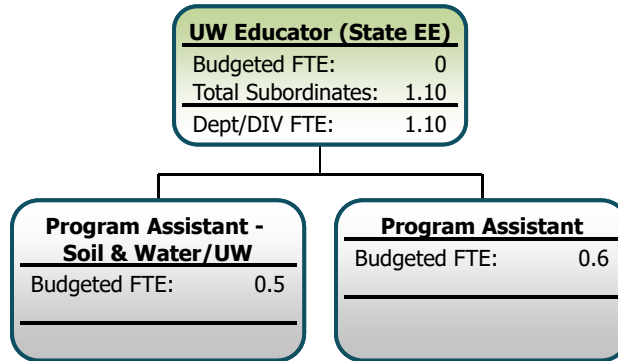 UW Educator (State EE)
Budgeted FTE: 0
Total Subordinates: 1.10
Dept/DIV FTE: 1.10
Program Assistant -
Soil & Water/UW
Budgeted FTE: 0.5
Program Assistant
Budgeted FTE: 0.6